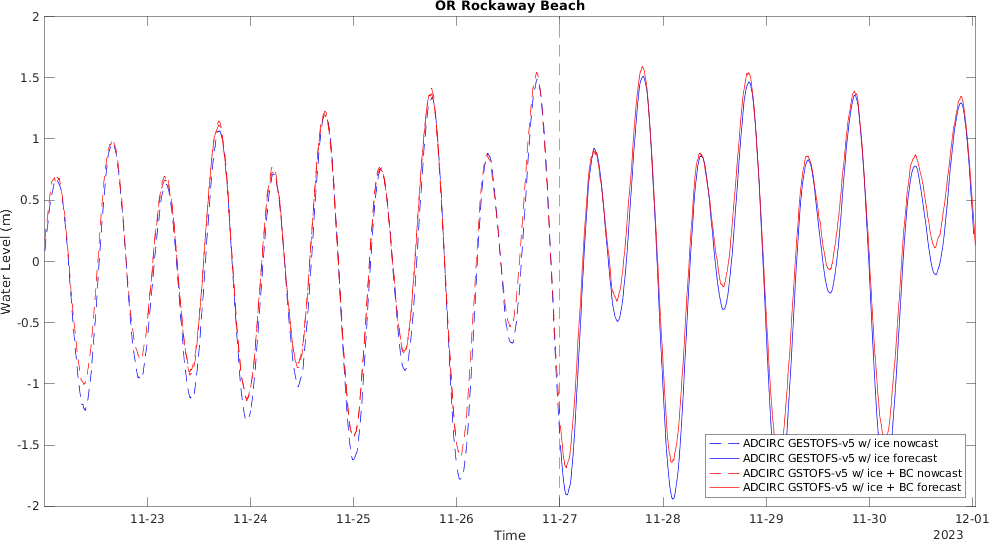 OR Rockaway Beach
2
1.5
1
0.5
0
-0.5
-1
-1.5
-2
Water Level (m)
ADCIRC GESTOFS-v5 w/ ice nowcast
ADCIRC GESTOFS-v5 w/ ice forecast
ADCIRC GSTOFS-v5 w/ ice + BC nowcast
ADCIRC GSTOFS-v5 w/ ice + BC forecast
11-23 11-24 11-25 11-26 11-27 11-28 11-29 11-30 12-01
Time
2023